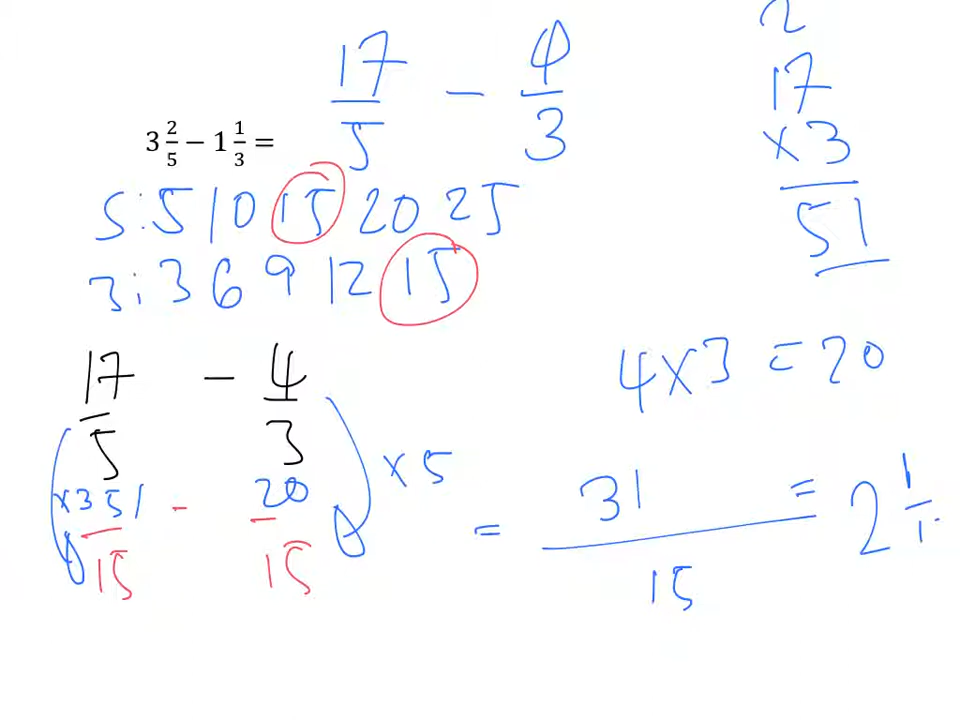 17/5 - 4/3
3 2/5 − 1 1/3 =
2
17
×3
51
5: 5 10 15 20 25
3: 3 6 9 12 15
4×3 = 20
17/5 - 4/3
×3 ×5
51/15 - 20/15 = 31/15 = 2